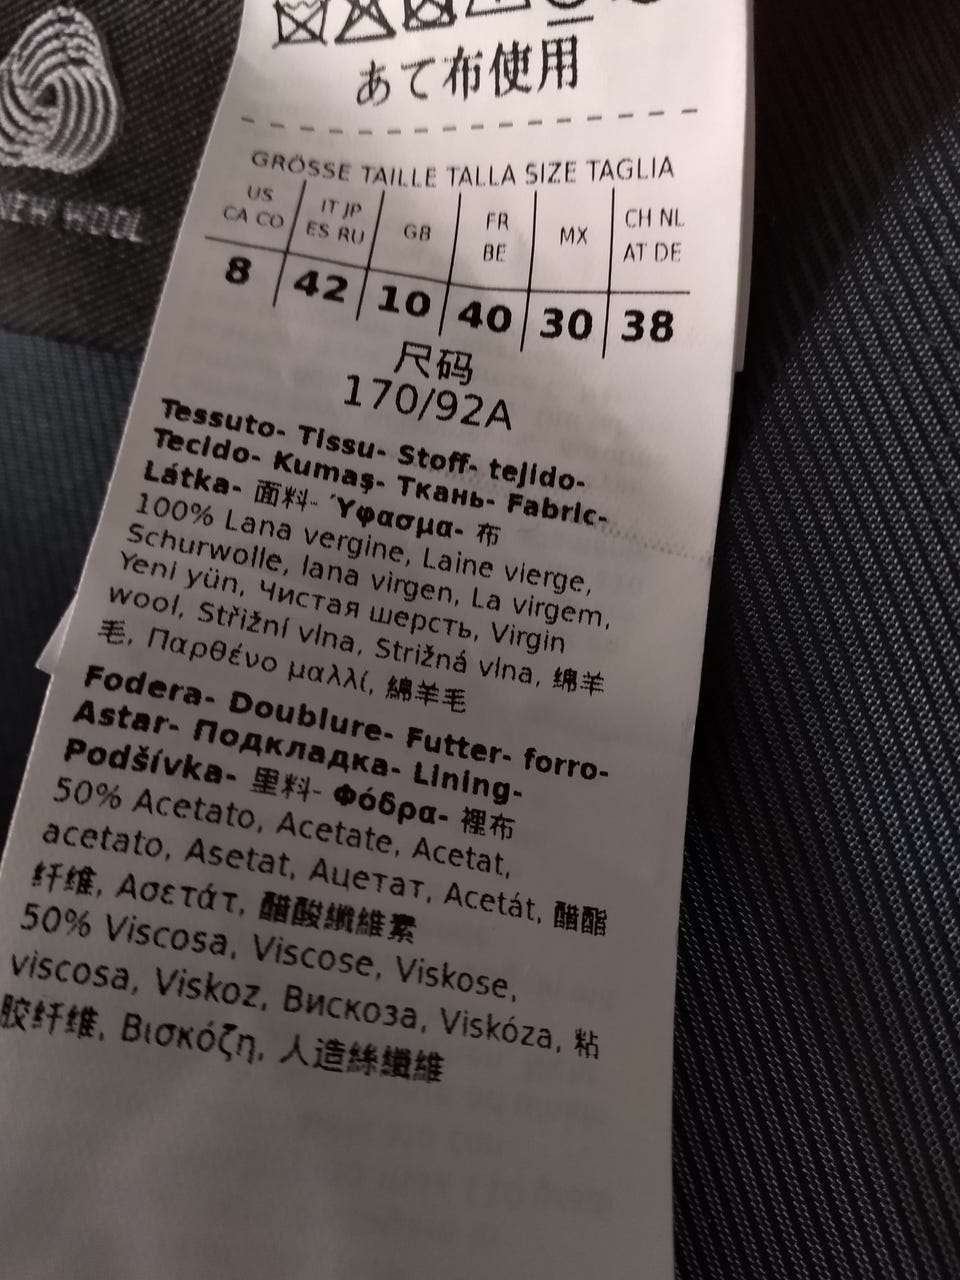 NEW WOOL
あて布使用
GRÖSSE TAILLE TALLA SIZE TAGLIA
US CA CO IT JP ES RU GB FR BE MX CH NL AT DE
8 42 10 40 30 38
尺码
170/92A
Tessuto- Tissu- Stoff- tejido-
Tecido- Kumaş- Ткань- Fabric-
Látka- 面料- Ύφασμα- 布
100% Lana vergine, Laine vierge,
Schurwolle, lana virgen, La virgem,
Yeni yün, чистая шерсть, Virgin
wool, Střižní vlna, Strižná vlna, 绵羊
毛, Παρθένο μαλλί, 綿羊毛
Fodera- Doublure- Futter- forro-
Astar- Подкладка- Lining-
Podšívka- 里料- Φόδρα- 裡布
50% Acetato, Acetate, Acetat,
acetato, Asetat, Ацетат, Acetát, 醋酯
纤维, Ασετάτ, 醋酸纖維素
50% Viscosa, Viscose, Viskose,
viscosa, Viskoz, Вискоза, Viskóza, 粘
胶纤维, Βισκόζη, 人造絲纖維